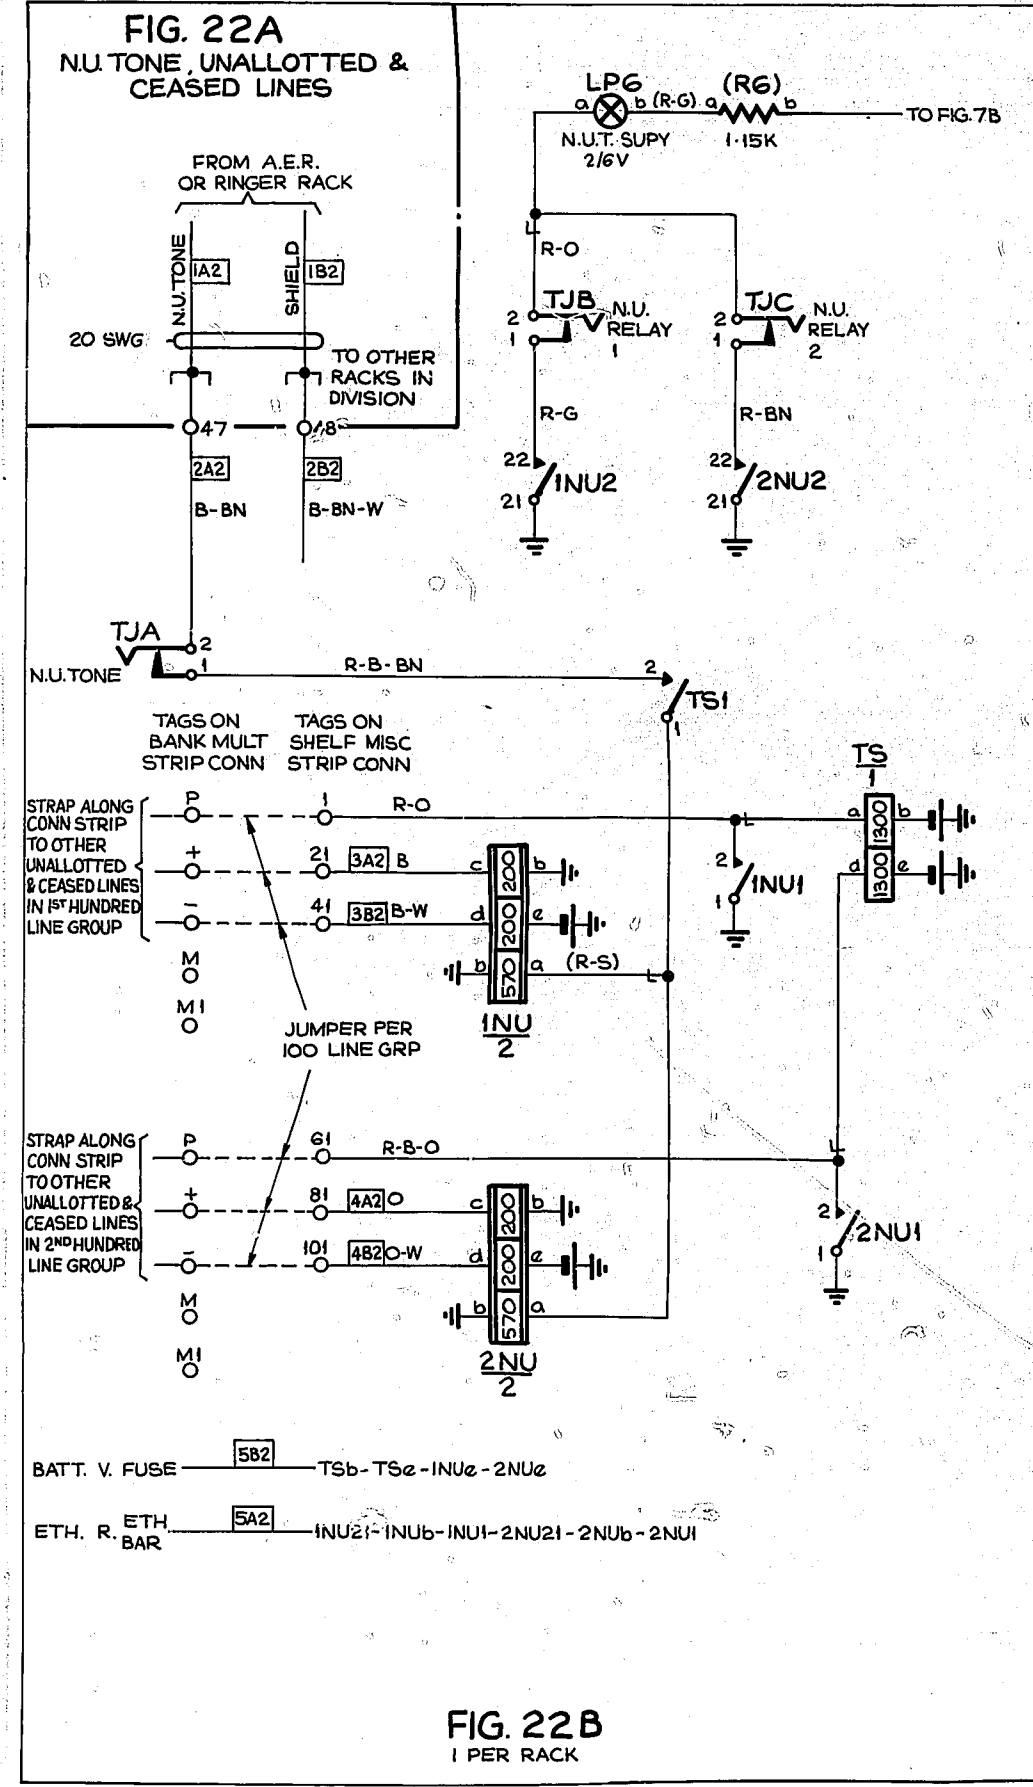 FIG. 22A
N.U. TONE, UNALLOTTED &
CEASED LINES
FROM A.E.R.
OR RINGER RACK
N.U. TONE
1A2
SHIELD
1B2
20 SWG
TO OTHER
RACKS IN
DIVISION
47
48
2A2
2B2
B-BN
B-BN-W
LP6
(R6)
a
b
(R-G)
a
b
TO FIG. 7B
N.U.T. SUPY
2/6V
1·15K
L
R-O
TJB
N.U.
RELAY
1
2
1
TJC
N.U.
RELAY
2
2
1
R-G
R-BN
22
1NU2
21
22
2NU2
21
TJA
2
1
N.U. TONE
R-B-BN
2
TS1
1
TAGS ON
BANK MULT
STRIP CONN
TAGS ON
SHELF MISC
STRIP CONN
STRAP ALONG
CONN STRIP
TO OTHER
UNALLOTTED
& CEASED LINES
IN 1ST HUNDRED
LINE GROUP
P
1
R-O
+
21
3A2
B
-
41
3B2
B-W
M
M1
c
200
b
d
200
e
b
570
a
(R-S)
L
1NU
2
L
2
1NU1
1
TS
1
a
1300
b
d
1300
e
JUMPER PER
100 LINE GRP
STRAP ALONG
CONN STRIP
TO OTHER
UNALLOTTED &
CEASED LINES
IN 2ND HUNDRED
LINE GROUP
P
61
R-B-O
+
81
4A2
O
-
101
4B2
O-W
M
M1
c
200
b
d
200
e
b
570
a
2NU
2
L
2
2NU1
1
BATT. V. FUSE
5B2
TSb-TSe-1NUe-2NUe
ETH. R. ETH
BAR
5A2
1NU21-1NUb-1NU1-2NU21-2NUb-2NU1
FIG. 22B
1 PER RACK